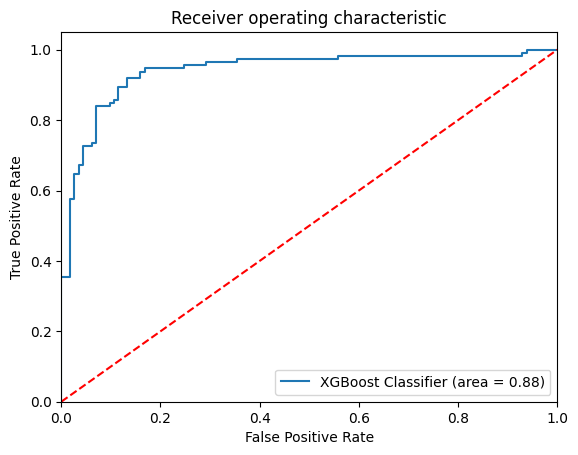 Receiver operating characteristic
1.0
0.8
0.6
0.4
0.2
0.0
True Positive Rate
XGBoost Classifier (area = 0.88)
0.0 0.2 0.4 0.6 0.8 1.0
False Positive Rate